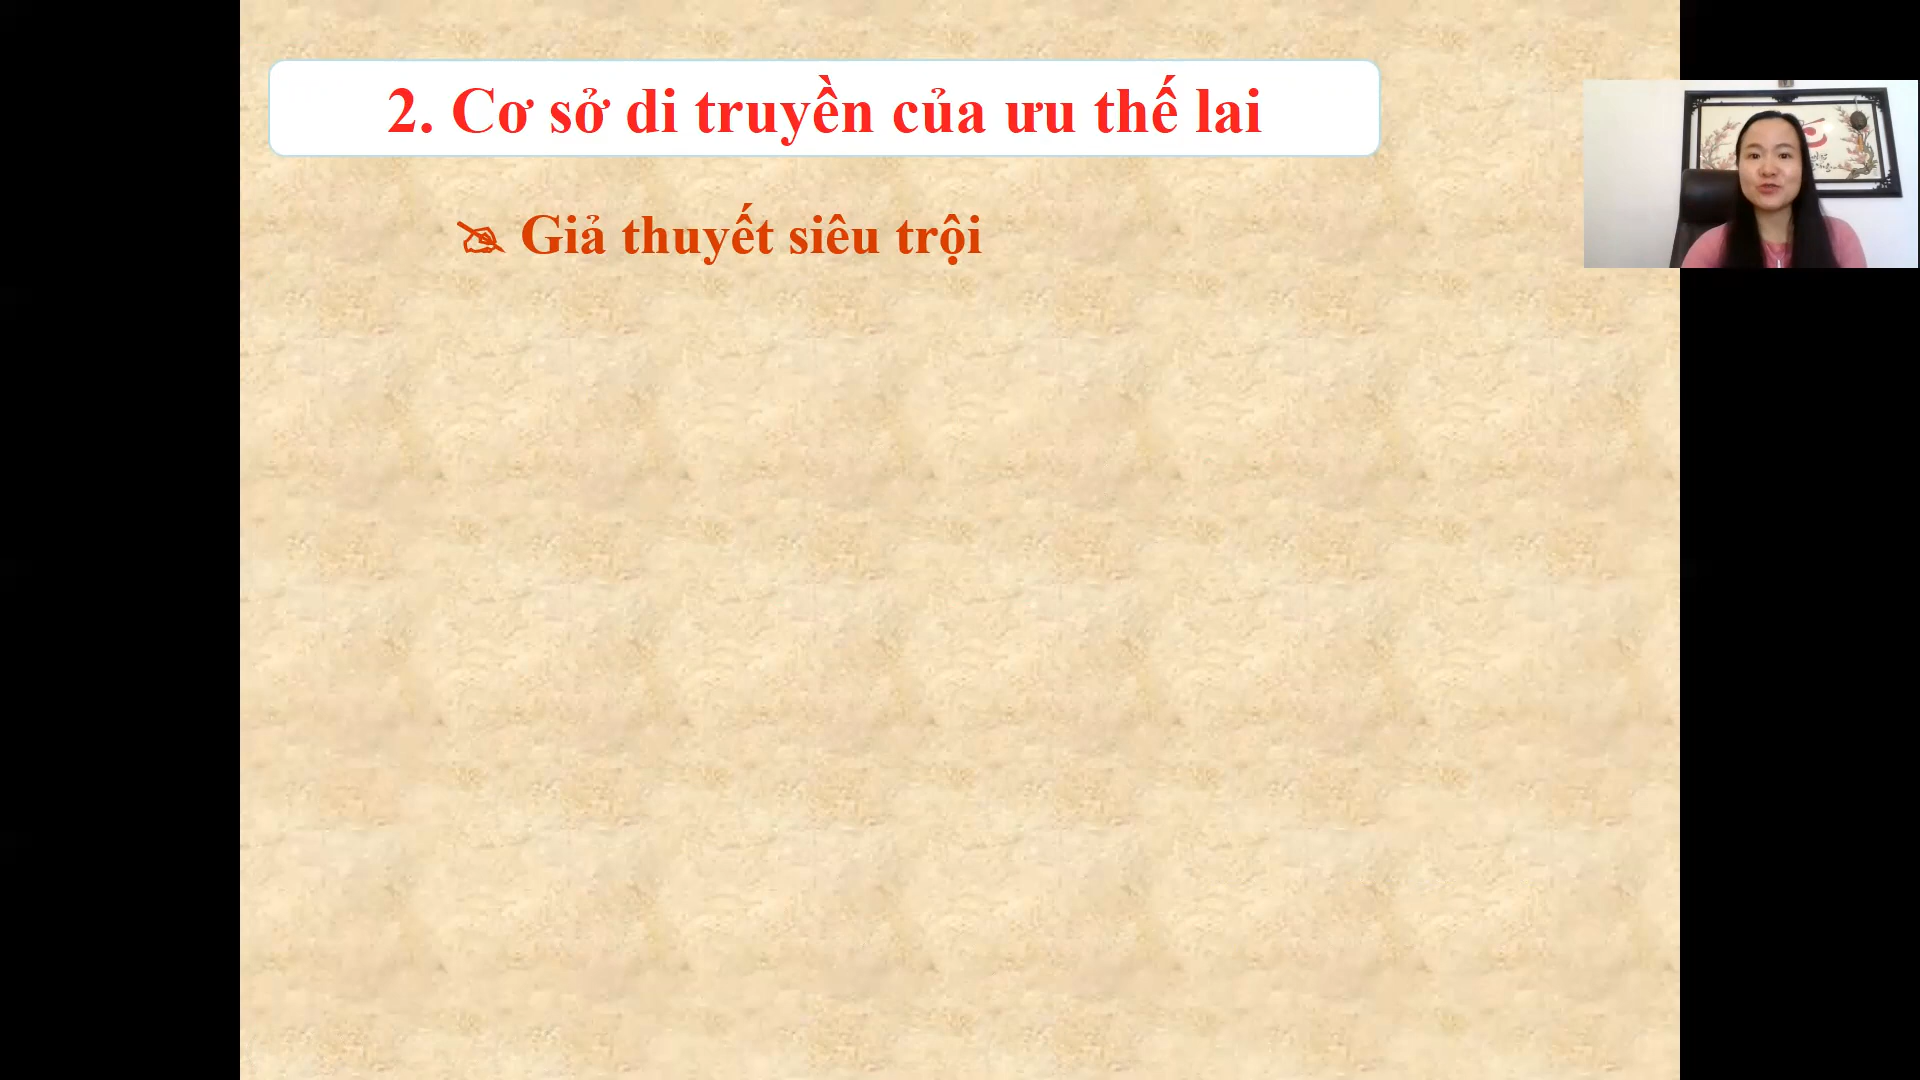 2. Cơ sở di truyền của ưu thế lai
Giả thuyết siêu trội